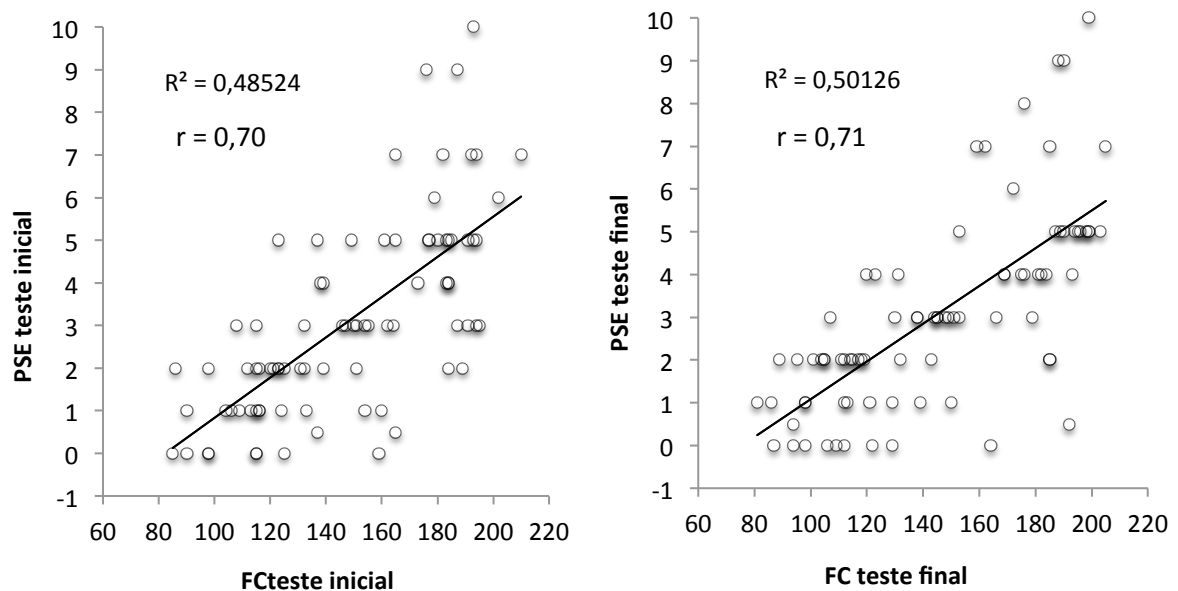 10
9
8
7
6
5
4
3
2
1
0
-1
PSE teste inicial
R² = 0,48524
r = 0,70
60 80 100 120 140 160 180 200 220
FCteste inicial
10
9
8
7
6
5
4
3
2
1
0
-1
PSE teste final
R² = 0,50126
r = 0,71
60 80 100 120 140 160 180 200 220
FC teste final